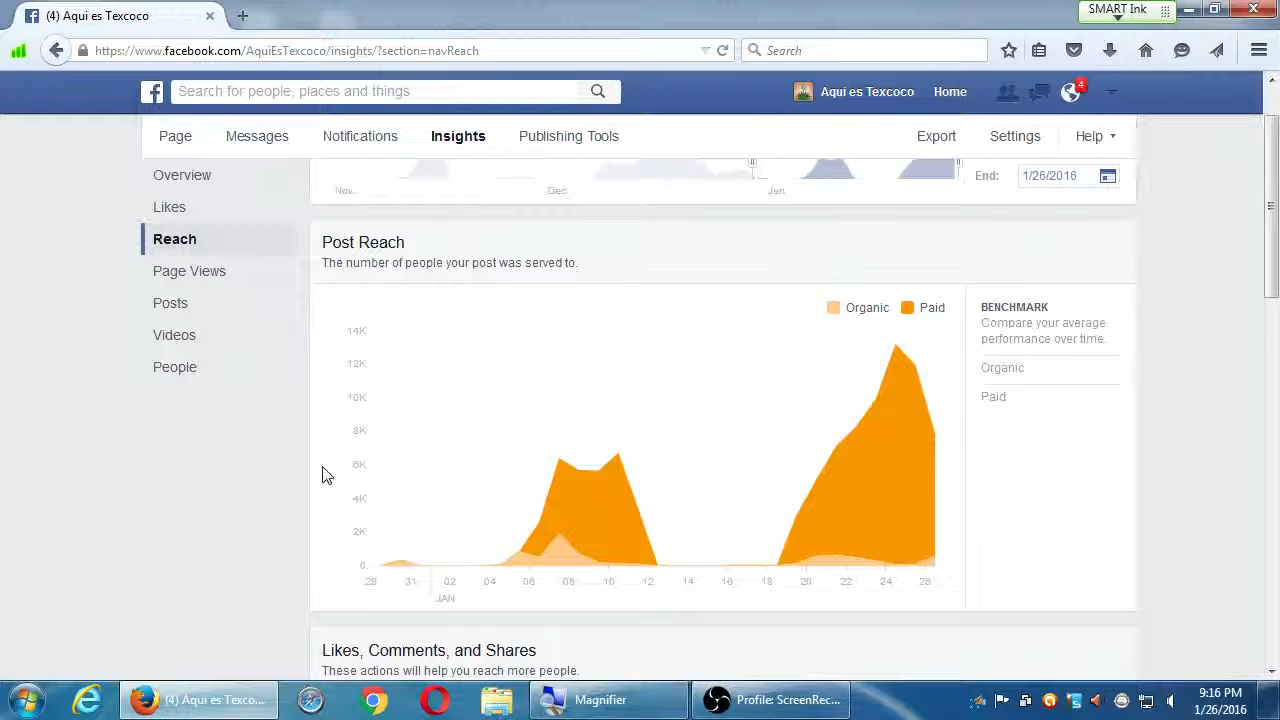 (4) Aqui es Texcoco
SMART Ink
https://www.facebook.com/AquiEsTexcoco/insights/?section=navReach
Search
Search for people, places and things
Aqui es Texcoco
Home
4
Page
Messages
Notifications
Insights
Publishing Tools
Export
Settings
Help
Overview
Likes
Reach
Page Views
Posts
Videos
People
Nov
Dec
Jan
End:
1/26/2016
Post Reach
The number of people your post was served to.
Organic
Paid
BENCHMARK
Compare your average
performance over time.
Organic
Paid
14K
12K
10K
8K
6K
4K
2K
0
29 31 02 04 06 08 10 12 14 16 18 20 22 24 26
JAN
Likes, Comments, and Shares
These actions will help you reach more people.
(4) Aqui es Texco...
Magnifier
Profile: ScreenRec...
9:16 PM
1/26/2016